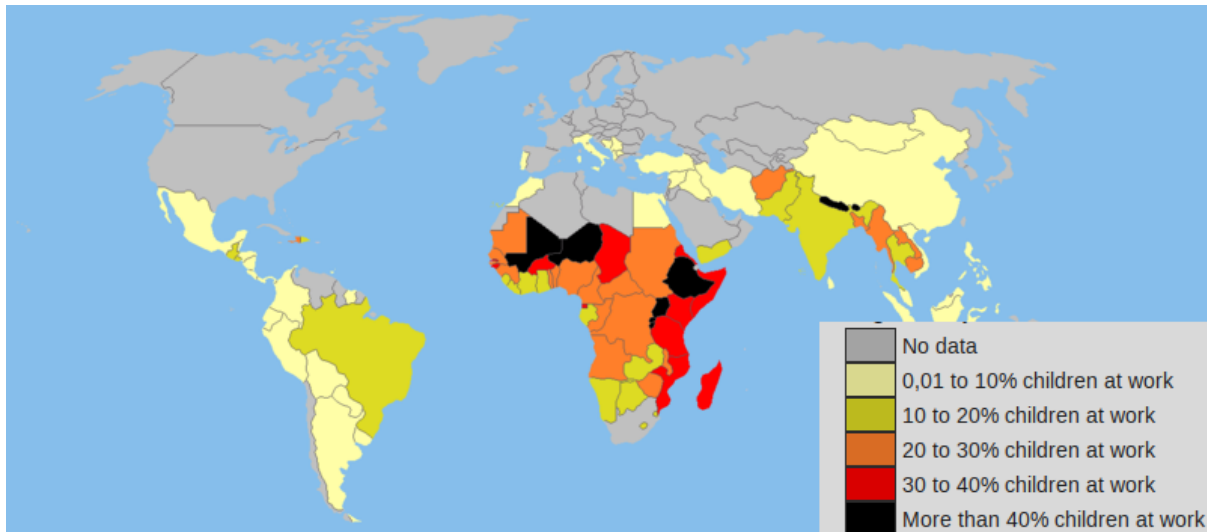 No data
0,01 to 10% children at work
10 to 20% children at work
20 to 30% children at work
30 to 40% children at work
More than 40% children at work